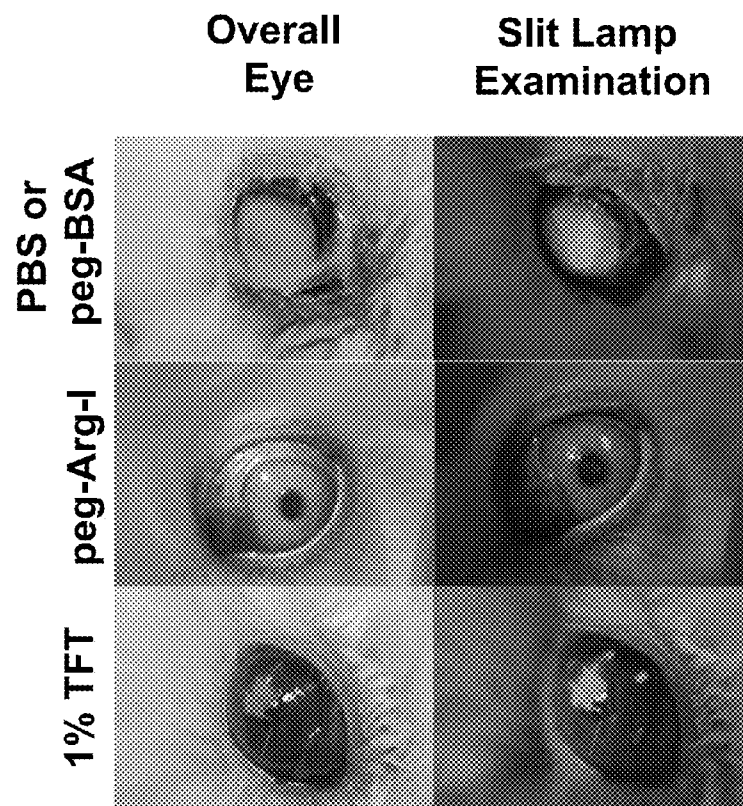 Overall
Eye
Slit Lamp
Examination
PBS or
peg-BSA
peg-Arg-I
1% TFT